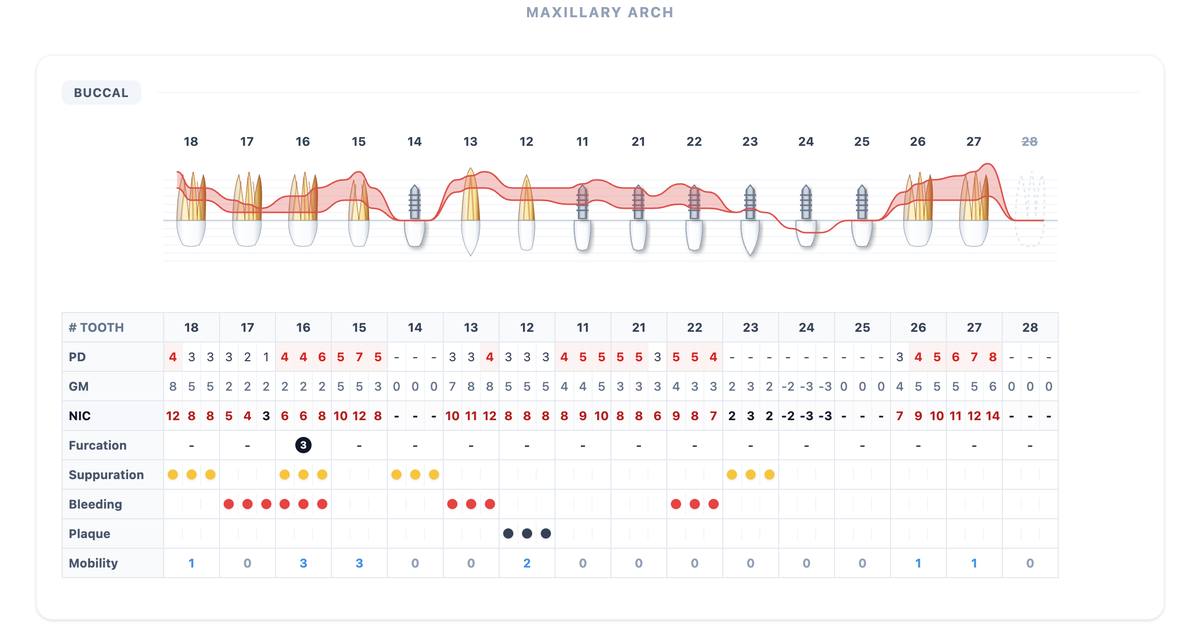 MAXILLARY ARCH
BUCCAL
18 17 16 15 14 13 12 11 21 22 23 24 25 26 27 28
# TOOTH 18 17 16 15 14 13 12 11 21 22 23 24 25 26 27 28
PD 4 3 3 3 2 1 4 4 6 5 7 5 - - - 3 3 4 3 3 3 4 5 5 5 5 3 5 5 4 - - - - - - - - - 3 4 5 6 7 8 - - -
GM 8 5 5 2 2 2 2 2 2 5 5 3 0 0 0 7 8 8 5 5 5 4 4 5 3 3 3 4 3 3 2 3 2 -2 -3 -3 0 0 0 4 5 5 5 5 6 0 0 0
NIC 12 8 8 5 4 3 6 6 8 10 12 8 - - - 10 11 12 8 8 8 8 9 10 8 8 6 9 8 7 2 3 2 -2 -3 -3 - - - 7 9 10 11 12 14 - - -
Furcation - - 3 - - - - - - - - - - - - -
Suppuration
Bleeding
Plaque
Mobility 1 0 3 3 0 0 2 0 0 0 0 0 0 1 1 0